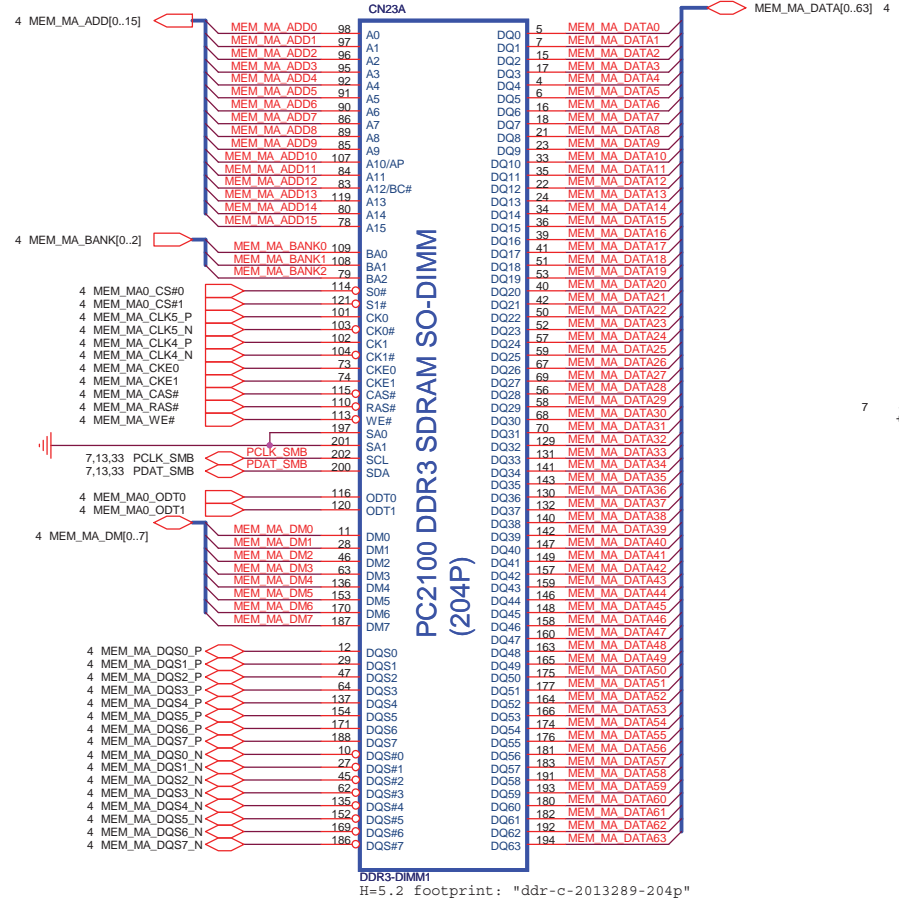 CN23A
4 MEM_MA_ADD[0..15]
MEM_MA_DATA[0..63] 4
MEM_MA_ADD0 98 A0
MEM_MA_ADD1 97 A1
MEM_MA_ADD2 96 A2
MEM_MA_ADD3 95 A3
MEM_MA_ADD4 92 A4
MEM_MA_ADD5 91 A5
MEM_MA_ADD6 90 A6
MEM_MA_ADD7 86 A7
MEM_MA_ADD8 89 A8
MEM_MA_ADD9 85 A9
MEM_MA_ADD10 107 A10/AP
MEM_MA_ADD11 84 A11
MEM_MA_ADD12 83 A12/BC#
MEM_MA_ADD13 119 A13
MEM_MA_ADD14 80 A14
MEM_MA_ADD15 78 A15
4 MEM_MA_BANK[0..2]
MEM_MA_BANK0 109 BA0
MEM_MA_BANK1 108 BA1
MEM_MA_BANK2 79 BA2
4 MEM_MA0_CS#0 114 S0#
4 MEM_MA0_CS#1 121 S1#
4 MEM_MA_CLK5_P 101 CK0
4 MEM_MA_CLK5_N 103 CK0#
4 MEM_MA_CLK4_P 102 CK1
4 MEM_MA_CLK4_N 104 CK1#
4 MEM_MA_CKE0 73 CKE0
4 MEM_MA_CKE1 74 CKE1
4 MEM_MA_CAS# 115 CAS#
4 MEM_MA_RAS# 110 RAS#
4 MEM_MA_WE# 113 WE#
197 SA0
201 SA1
7,13,33 PCLK_SMB PCLK_SMB 202 SCL
7,13,33 PDAT_SMB PDAT_SMB 200 SDA
4 MEM_MA0_ODT0 116 ODT0
4 MEM_MA0_ODT1 120 ODT1
4 MEM_MA_DM[0..7]
MEM_MA_DM0 11 DM0
MEM_MA_DM1 28 DM1
MEM_MA_DM2 46 DM2
MEM_MA_DM3 63 DM3
MEM_MA_DM4 136 DM4
MEM_MA_DM5 153 DM5
MEM_MA_DM6 170 DM6
MEM_MA_DM7 187 DM7
4 MEM_MA_DQS0_P 12 DQS0
4 MEM_MA_DQS1_P 29 DQS1
4 MEM_MA_DQS2_P 47 DQS2
4 MEM_MA_DQS3_P 64 DQS3
4 MEM_MA_DQS4_P 137 DQS4
4 MEM_MA_DQS5_P 154 DQS5
4 MEM_MA_DQS6_P 171 DQS6
4 MEM_MA_DQS7_P 188 DQS7
4 MEM_MA_DQS0_N 10 DQS#0
4 MEM_MA_DQS1_N 27 DQS#1
4 MEM_MA_DQS2_N 45 DQS#2
4 MEM_MA_DQS3_N 62 DQS#3
4 MEM_MA_DQS4_N 135 DQS#4
4 MEM_MA_DQS5_N 152 DQS#5
4 MEM_MA_DQS6_N 169 DQS#6
4 MEM_MA_DQS7_N 186 DQS#7
PC2100 DDR3 SDRAM SO-DIMM
(204P)
DQ0 5 MEM_MA_DATA0
DQ1 7 MEM_MA_DATA1
DQ2 15 MEM_MA_DATA2
DQ3 17 MEM_MA_DATA3
DQ4 4 MEM_MA_DATA4
DQ5 6 MEM_MA_DATA5
DQ6 16 MEM_MA_DATA6
DQ7 18 MEM_MA_DATA7
DQ8 21 MEM_MA_DATA8
DQ9 23 MEM_MA_DATA9
DQ10 33 MEM_MA_DATA10
DQ11 35 MEM_MA_DATA11
DQ12 22 MEM_MA_DATA12
DQ13 24 MEM_MA_DATA13
DQ14 34 MEM_MA_DATA14
DQ15 36 MEM_MA_DATA15
DQ16 39 MEM_MA_DATA16
DQ17 41 MEM_MA_DATA17
DQ18 51 MEM_MA_DATA18
DQ19 53 MEM_MA_DATA19
DQ20 40 MEM_MA_DATA20
DQ21 42 MEM_MA_DATA21
DQ22 50 MEM_MA_DATA22
DQ23 52 MEM_MA_DATA23
DQ24 57 MEM_MA_DATA24
DQ25 59 MEM_MA_DATA25
DQ26 67 MEM_MA_DATA26
DQ27 69 MEM_MA_DATA27
DQ28 56 MEM_MA_DATA28
DQ29 58 MEM_MA_DATA29
DQ30 68 MEM_MA_DATA30
DQ31 70 MEM_MA_DATA31
DQ32 129 MEM_MA_DATA32
DQ33 131 MEM_MA_DATA33
DQ34 141 MEM_MA_DATA34
DQ35 143 MEM_MA_DATA35
DQ36 130 MEM_MA_DATA36
DQ37 132 MEM_MA_DATA37
DQ38 140 MEM_MA_DATA38
DQ39 142 MEM_MA_DATA39
DQ40 147 MEM_MA_DATA40
DQ41 149 MEM_MA_DATA41
DQ42 157 MEM_MA_DATA42
DQ43 159 MEM_MA_DATA43
DQ44 146 MEM_MA_DATA44
DQ45 148 MEM_MA_DATA45
DQ46 158 MEM_MA_DATA46
DQ47 160 MEM_MA_DATA47
DQ48 163 MEM_MA_DATA48
DQ49 165 MEM_MA_DATA49
DQ50 175 MEM_MA_DATA50
DQ51 177 MEM_MA_DATA51
DQ52 164 MEM_MA_DATA52
DQ53 166 MEM_MA_DATA53
DQ54 174 MEM_MA_DATA54
DQ55 176 MEM_MA_DATA55
DQ56 181 MEM_MA_DATA56
DQ57 183 MEM_MA_DATA57
DQ58 191 MEM_MA_DATA58
DQ59 193 MEM_MA_DATA59
DQ60 180 MEM_MA_DATA60
DQ61 182 MEM_MA_DATA61
DQ62 192 MEM_MA_DATA62
DQ63 194 MEM_MA_DATA63
7
DDR3-DIMM1
H=5.2 footprint: "ddr-c-2013289-204p"